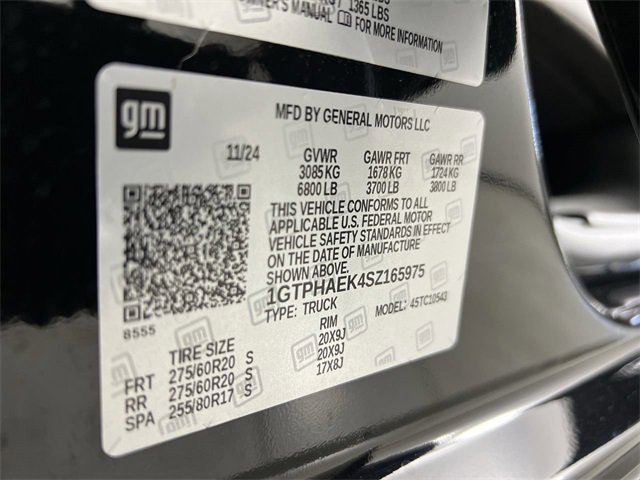 1365 LBS
OWNER'S MANUAL FOR MORE INFORMATION
gm
MFD BY GENERAL MOTORS LLC
11/24 GVWR GAWR FRT GAWR RR
3085 KG 1678 KG 1724 KG
6800 LB 3700 LB 3800 LB
THIS VEHICLE CONFORMS TO ALL
APPLICABLE U.S. FEDERAL MOTOR
VEHICLE SAFETY STANDARDS IN EFFECT
ON THE DATE OF MANUFACTURE
SHOWN ABOVE.
1GTPHAEK4SZ165975
TYPE: TRUCK MODEL: 4STC10543
8555
TIRE SIZE RIM
FRT 275/60R20 S 20X9J
RR 275/60R20 S 20X9J
SPA 255/80R17 S 17X8J